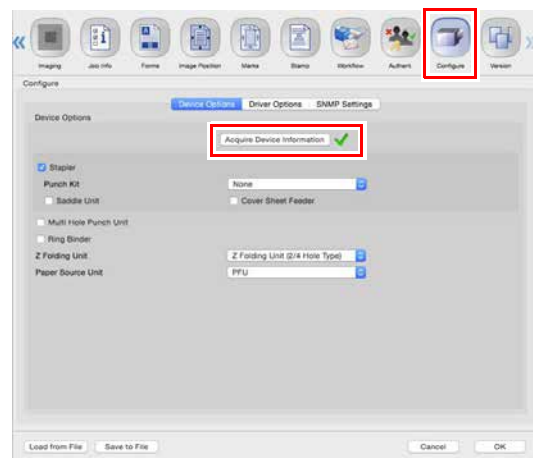 Imaging Job Info Forms Image Position Marks Stamp Workflow Authent. Configure Version
Configure
Device Options Driver Options SNMP Settings
Device Options
Acquire Device Information
Stapler
Punch Kit None
Saddle Unit Cover Sheet Feeder
Multi Hole Punch Unit
Ring Binder
Z Folding Unit Z Folding Unit (2/4 Hole Type)
Paper Source Unit PFU
Load from File Save to File Cancel OK